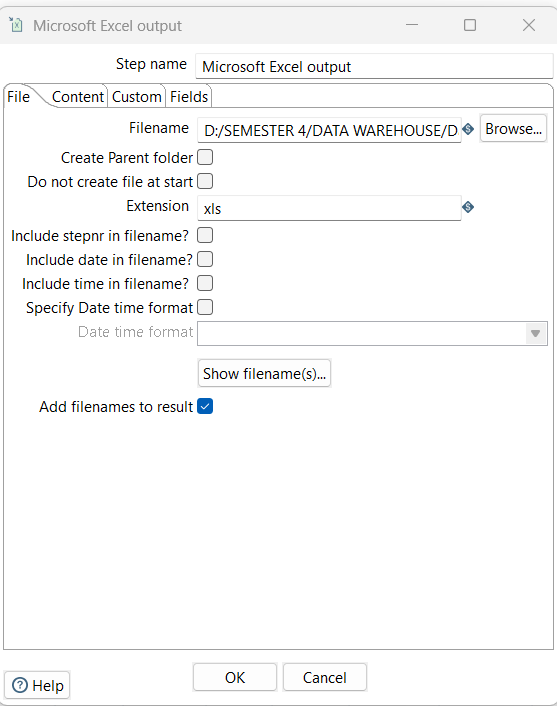 Microsoft Excel output
Step name Microsoft Excel output
File Content Custom Fields
Filename D:/SEMESTER 4/DATA WAREHOUSE/D Browse...
Create Parent folder
Do not create file at start
Extension xls
Include stepnr in filename?
Include date in filename?
Include time in filename?
Specify Date time format
Date time format
Show filename(s)...
Add filenames to result
Help OK Cancel